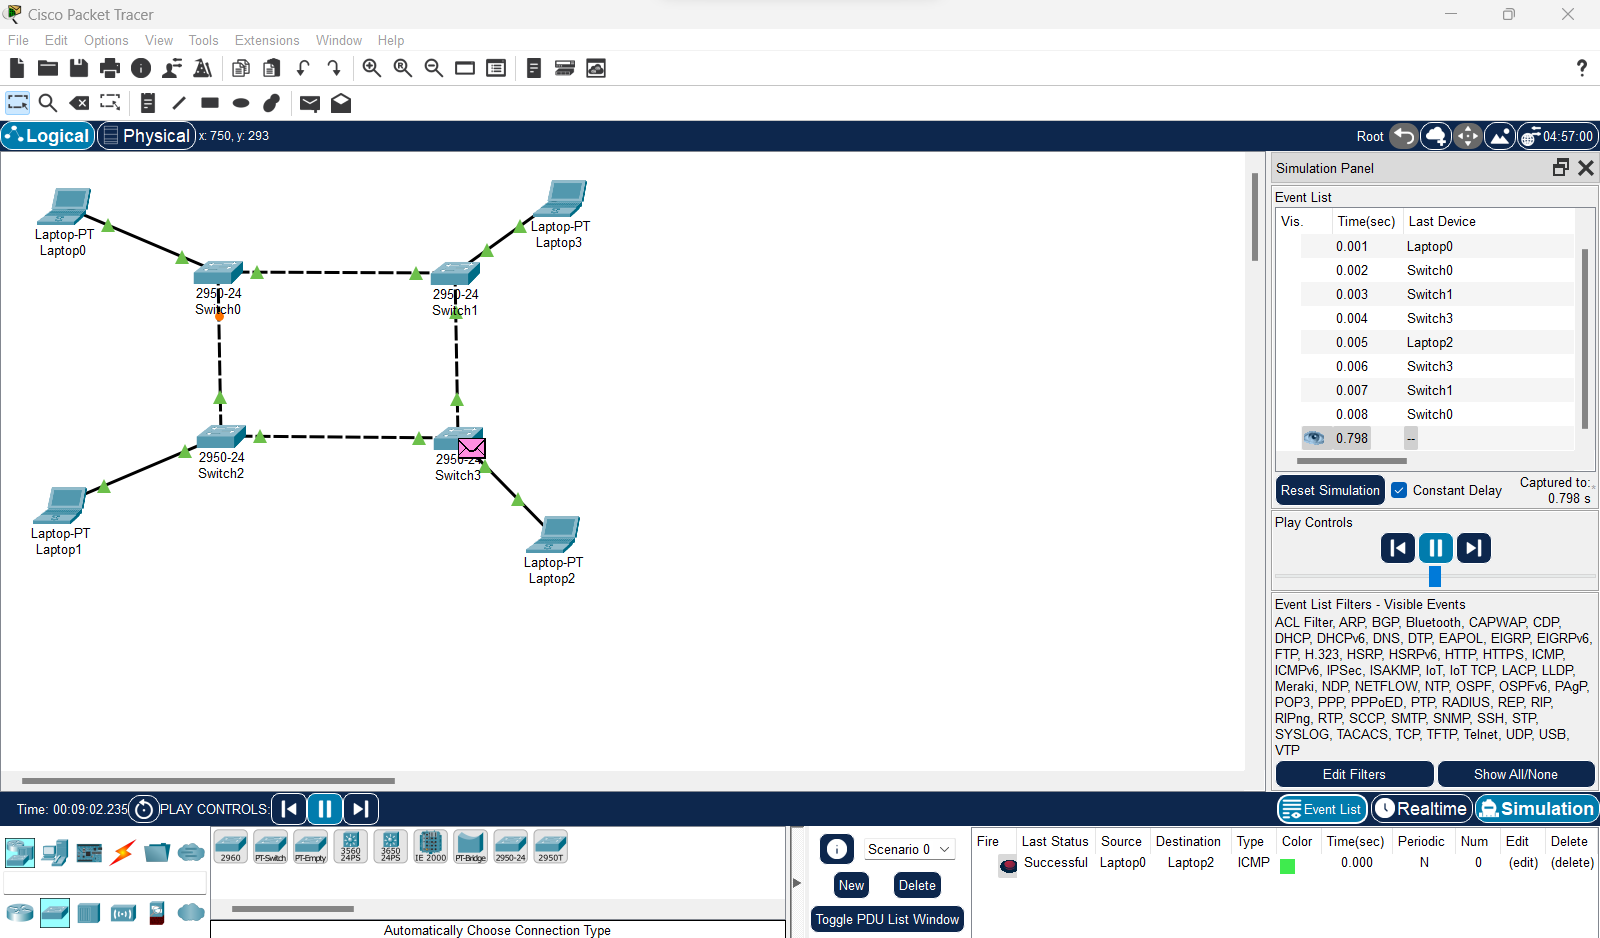 Cisco Packet Tracer
File Edit Options View Tools Extensions Window Help
?
Logical Physical x: 750, y: 293 Root 04:57:00
Laptop-PT
Laptop0
Laptop-PT
Laptop3
2950-24
Switch0
2950-24
Switch1
2950-24
Switch2
2950-24
Switch3
Laptop-PT
Laptop1
Laptop-PT
Laptop2
Simulation Panel
Event List
Vis. Time(sec) Last Device
0.001 Laptop0
0.002 Switch0
0.003 Switch1
0.004 Switch3
0.005 Laptop2
0.006 Switch3
0.007 Switch1
0.008 Switch0
0.798 --
Reset Simulation Constant Delay Captured to:
0.798 s
Play Controls
Event List Filters - Visible Events
ACL Filter, ARP, BGP, Bluetooth, CAPWAP, CDP,
DHCP, DHCPv6, DNS, DTP, EAPOL, EIGRP, EIGRPv6,
FTP, H.323, HSRP, HSRPv6, HTTP, HTTPS, ICMP,
ICMPv6, IPSec, ISAKMP, IoT, IoT TCP, LACP, LLDP,
Meraki, NDP, NETFLOW, NTP, OSPF, OSPFv6, PAgP,
POP3, PPP, PPPoED, PTP, RADIUS, REP, RIP,
RIPng, RTP, SCCP, SMTP, SNMP, SSH, STP,
SYSLOG, TACACS, TCP, TFTP, Telnet, UDP, USB,
VTP
Edit Filters Show All/None
Time: 00:09:02.235 PLAY CONTROLS: Event List Realtime Simulation
2960 PT-Switch PT-Empty 3560 24PS 3650 24PS IE 2000 PT-Bridge 2950-24 2950T
Automatically Choose Connection Type
Scenario 0
New Delete
Toggle PDU List Window
Fire Last Status Source Destination Type Color Time(sec) Periodic Num Edit Delete
Successful Laptop0 Laptop2 ICMP 0.000 N 0 (edit) (delete)